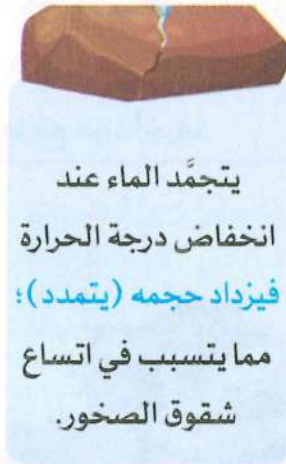 يتجمَّد الماء عند
انخفاض درجة الحرارة
فيزداد حجمه (يتمدد)؛
مما يتسبب في اتساع
شقوق الصخور.